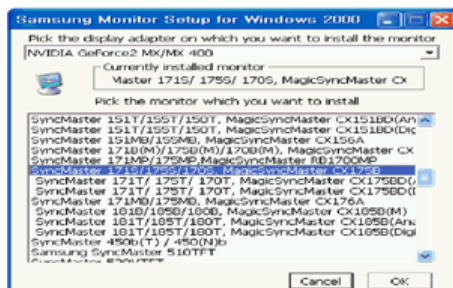 Samsung Monitor Setup for Windows 2000
Pick the display adapter on which you want to install the monitor
NVIDIA GeForce2 MX/MX 400
Currently installed monitor
Master 171S/ 175S/ 170S, MagicSyncMaster CX
Pick the monitor which you want to install
SyncMaster 151T/155T/150T, MagicSyncMaster CX151BD(Ana
SyncMaster 151T/155T/150T, MagicSyncMaster CX151BD(Dig
SyncMaster 151MB/155MB, MagicSyncMaster CX156A
SyncMaster 171B(M)/175B(M)/170B(M), MagicSyncMaster CX
SyncMaster 171MP/175MP,MagicSyncMaster RB1700MP
SyncMaster 171S/175S/170S, MagicSyncMaster CX175B
SyncMaster 171T/ 175T/ 170T, MagicSyncMaster CX175BD(/
SyncMaster 171T/ 175T/ 170T, MagicSyncMaster CX175BD(I
SyncMaster 171MB/175MB, MagicSyncMaster CX176A
SyncMaster 181B/185B/180B, MagicSyncMaster CX185B(M)
SyncMaster 181T/185T/180T, MagicSyncMaster CX185B(Ana
SyncMaster 181T/185T/180T, MagicSyncMaster CX185B(Digi
SyncMaster 450b(T) / 450(N)b
Samsung SyncMaster 510TFT
Cancel OK